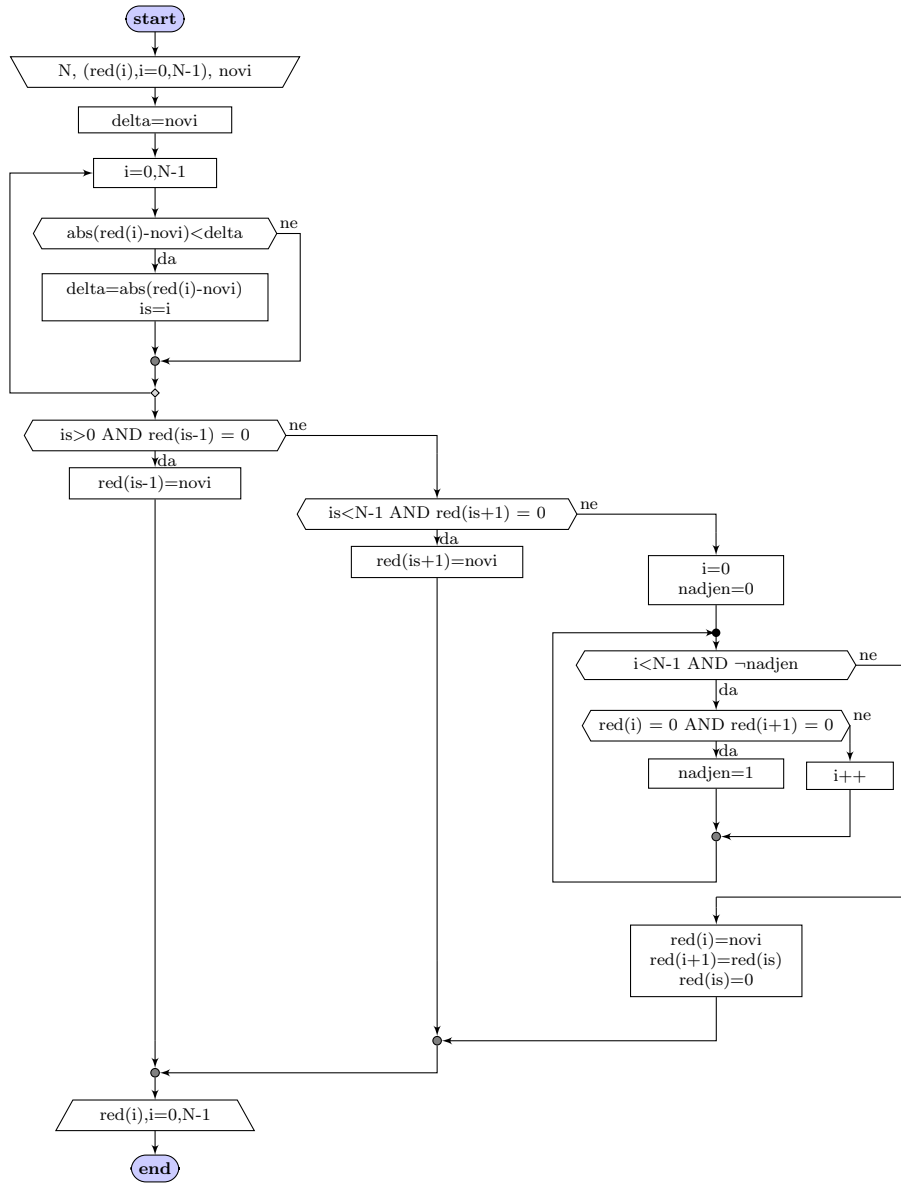 start
N, (red(i),i=0,N-1), novi
delta=novi
i=0,N-1
abs(red(i)-novi)<delta
ne
da
delta=abs(red(i)-novi)
is=i
is>0 AND red(is-1) = 0
ne
da
red(is-1)=novi
is<N-1 AND red(is+1) = 0
ne
da
red(is+1)=novi
i=0
nadjen=0
i<N-1 AND ¬nadjen
ne
da
red(i) = 0 AND red(i+1) = 0
ne
da
nadjen=1
i++
red(i)=novi
red(i+1)=red(is)
red(is)=0
red(i),i=0,N-1
end